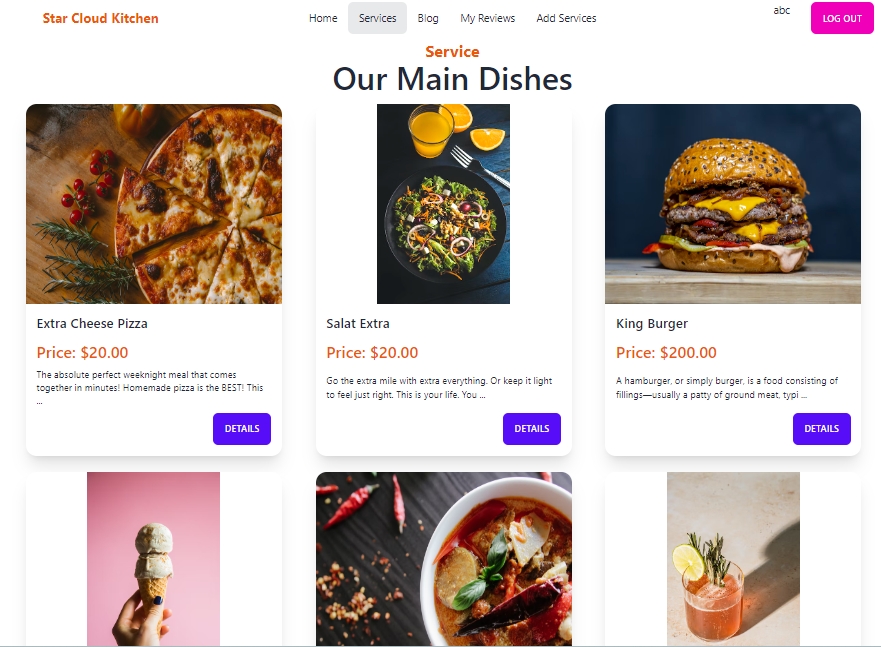 Star Cloud Kitchen
Home Services Blog My Reviews Add Services
abc
LOG OUT
Service
Our Main Dishes
Extra Cheese Pizza
Price: $20.00
The absolute perfect weeknight meal that comes
together in minutes! Homemade pizza is the BEST! This
...
DETAILS
Salat Extra
Price: $20.00
Go the extra mile with extra everything. Or keep it light
to feel just right. This is your life. You ...
DETAILS
King Burger
Price: $200.00
A hamburger, or simply burger, is a food consisting of
fillings—usually a patty of ground meat, typi ...
DETAILS